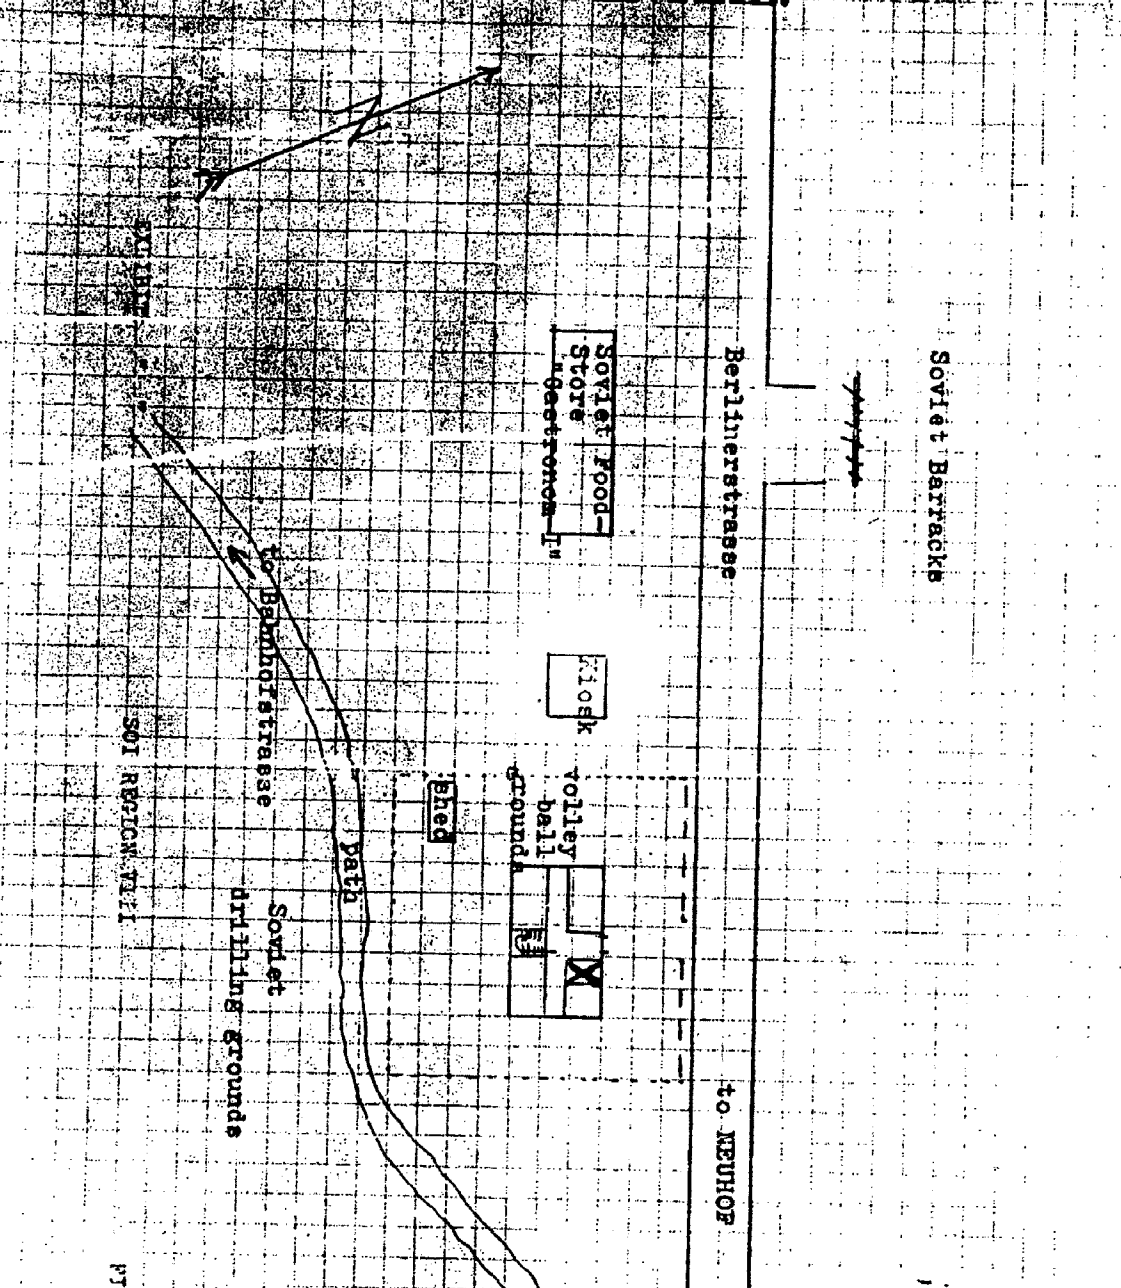 Soviet Barracks
Berlinerstrasse
to NEUHOF
Soviet Food-
Store
"Gastronom I"
Kiosk
volley
ball
grounds
shed
path
to Bahnhofstrasse
Soviet
drilling grounds
EXHIBIT
SOI REGION VIII
N
X